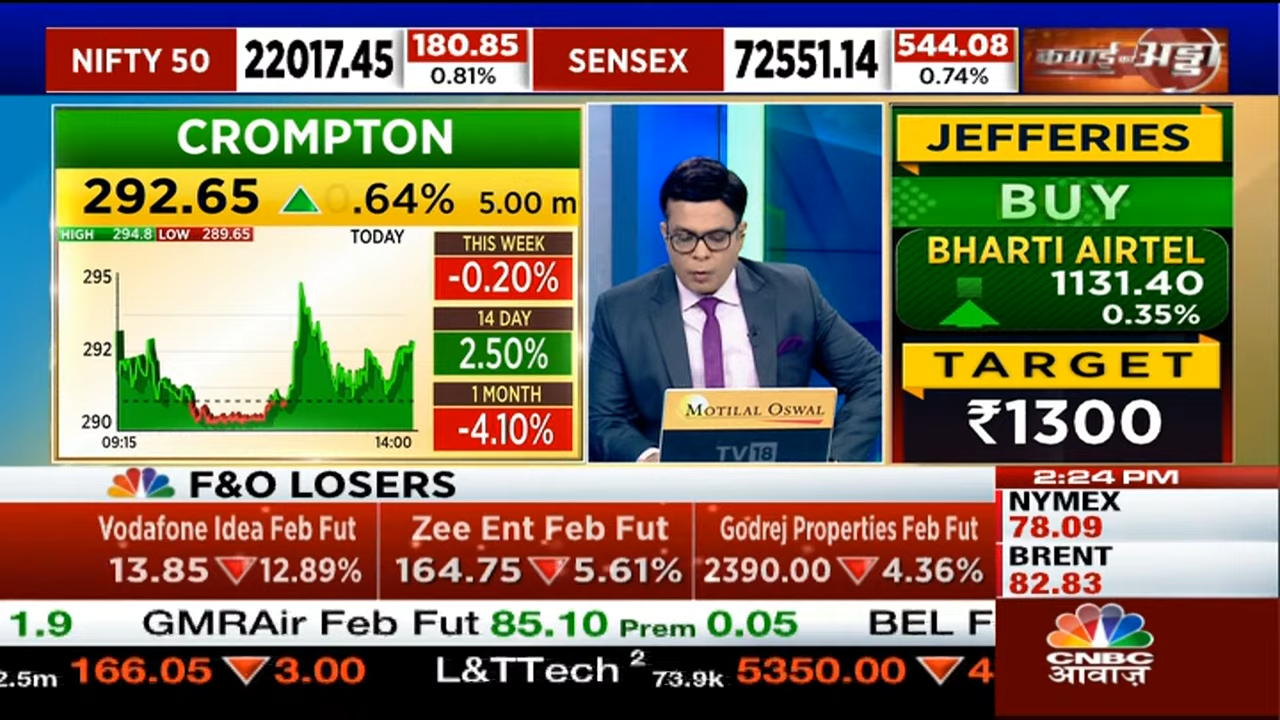 NIFTY 50 22017.45 180.85 0.81% SENSEX 72551.14 544.08 0.74% कमाई का अड्डा
CROMPTON
292.65 0.64% 5.00 m
HIGH 294.8 LOW 289.65 TODAY
295
292
290
09:15 14:00
THIS WEEK
-0.20%
14 DAY
2.50%
1 MONTH
-4.10%
MOTILAL OSWAL
TV18
JEFFERIES
BUY
BHARTI AIRTEL
1131.40
0.35%
TARGET
₹1300
F&O LOSERS
Vodafone Idea Feb Fut
13.85 12.89%
Zee Ent Feb Fut
164.75 5.61%
Godrej Properties Feb Fut
2390.00 4.36%
2:24 PM
NYMEX
78.09
BRENT
82.83
1.9 GMRAir Feb Fut 85.10 Prem 0.05 BEL F
2.5m 166.05 3.00 L&TTech 2 73.9k 5350.00 4
CNBC
आवाज़